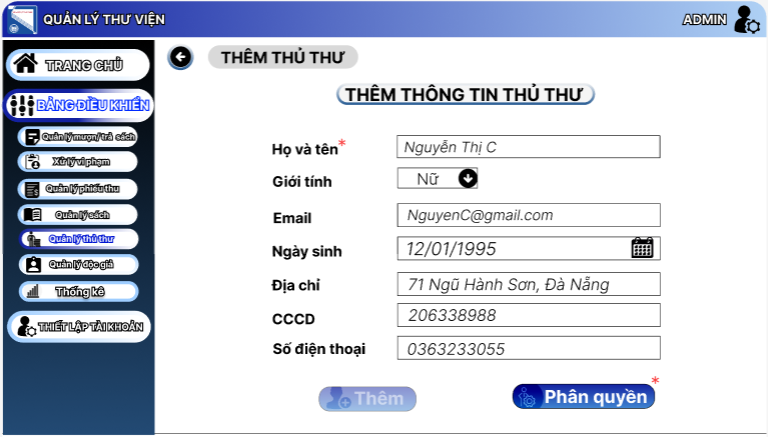 QUẢN LÝ THƯ VIỆN
ADMIN
TRANG CHỦ
BẢNG ĐIỀU KHIỂN
Quản lý mượn/ trả sách
Xử lý vi phạm
Quản lý phiếu thu
Quản lý sách
Quản lý thủ thư
Quản lý độc giả
Thống kê
THIẾT LẬP TÀI KHOẢN
THÊM THỦ THƯ
THÊM THÔNG TIN THỦ THƯ
Họ và tên* Nguyễn Thị C
Giới tính Nữ
Email NguyenC@gmail.com
Ngày sinh 12/01/1995
Địa chỉ 71 Ngũ Hành Sơn, Đà Nẵng
CCCD 206338988
Số điện thoại 0363233055
Thêm Phân quyền *